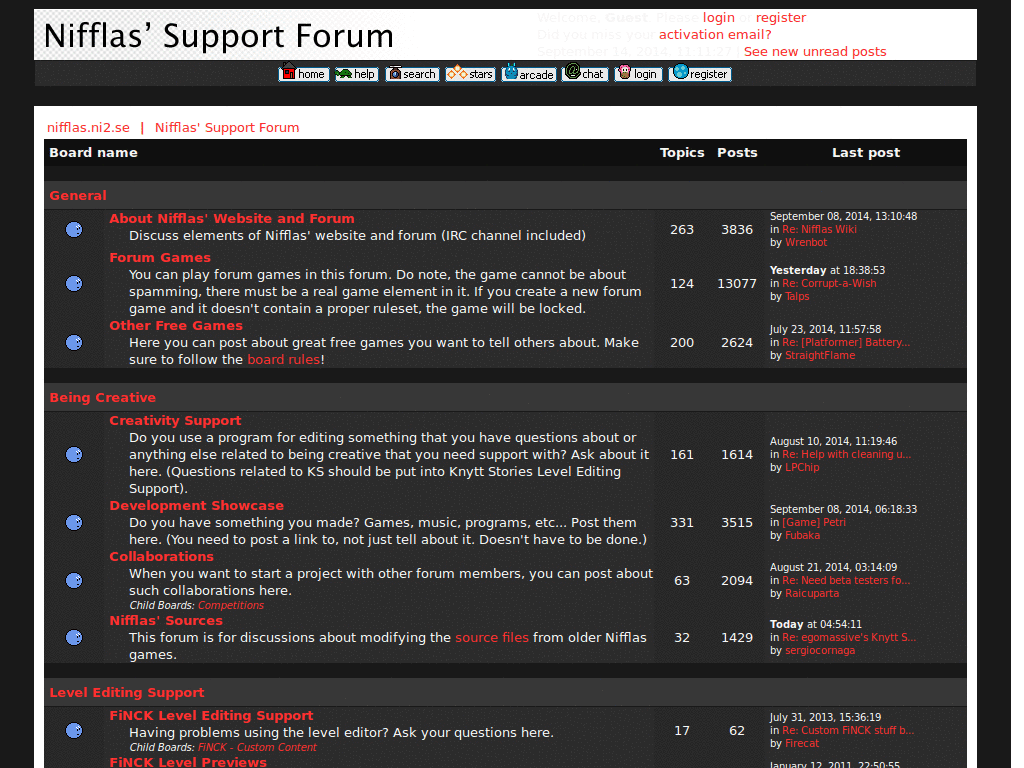 Nifflas' Support Forum
Welcome, Guest. Please login or register
Did you miss your activation email?
September 14, 2014, 11:11:27 See new unread posts
home help search stars arcade chat login register
nifflas.ni2.se | Nifflas' Support Forum
Board name Topics Posts Last post
General
About Nifflas' Website and Forum
Discuss elements of Nifflas' website and forum (IRC channel included)
263 3836
September 08, 2014, 13:10:48
in Re: Nifflas Wiki
by Wrenbot
Forum Games
You can play forum games in this forum. Do note, the game cannot be about
spamming, there must be a real game element in it. If you create a new forum
game and it doesn't contain a proper ruleset, the game will be locked.
124 13077
Yesterday at 18:38:53
in Re: Corrupt-a-Wish
by Talps
Other Free Games
Here you can post about great free games you want to tell others about. Make
sure to follow the board rules!
200 2624
July 23, 2014, 11:57:58
in Re: [Platformer] Battery...
by StraightFlame
Being Creative
Creativity Support
Do you use a program for editing something that you have questions about or
anything else related to being creative that you need support with? Ask about it
here. (Questions related to KS should be put into Knytt Stories Level Editing
Support).
161 1614
August 10, 2014, 11:19:46
in Re: Help with cleaning u...
by LPChip
Development Showcase
Do you have something you made? Games, music, programs, etc... Post them
here. (You need to post a link to, not just tell about it. Doesn't have to be done.)
331 3515
September 08, 2014, 06:18:33
in [Game] Petri
by Fubaka
Collaborations
When you want to start a project with other forum members, you can post about
such collaborations here.
Child Boards: Competitions
63 2094
August 21, 2014, 03:14:09
in Re: Need beta testers fo...
by Raicuparta
Nifflas' Sources
This forum is for discussions about modifying the source files from older Nifflas
games.
32 1429
Today at 04:54:11
in Re: egomassive's Knytt S...
by sergiocornaga
Level Editing Support
FiNCK Level Editing Support
Having problems using the level editor? Ask your questions here.
Child Boards: FiNCK - Custom Content
17 62
July 31, 2013, 15:36:19
in Re: Custom FiNCK stuff b...
by Firecat
FiNCK Level Previews
January 12, 2011, 22:50:55